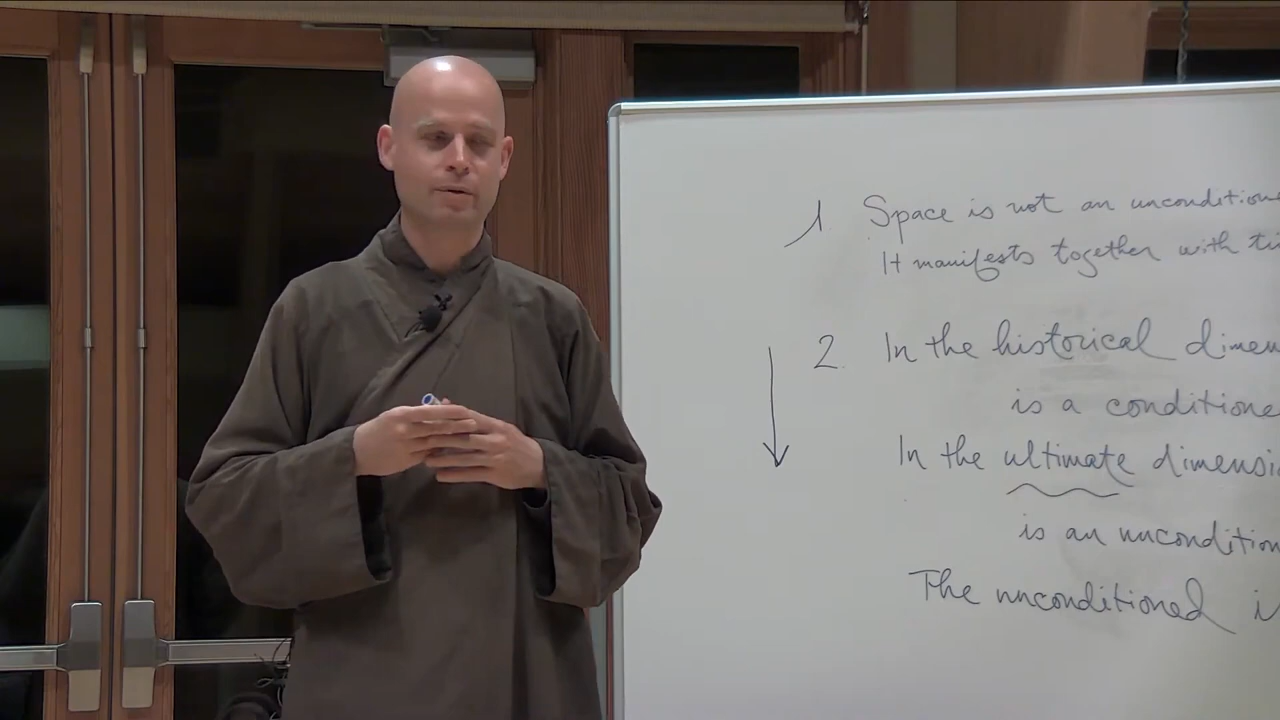 1. Space is not an uncondition
It manifests together with ti
2. In the historical dimen
is a conditione
In the ultimate dimensi
is an uncondition
The unconditioned i